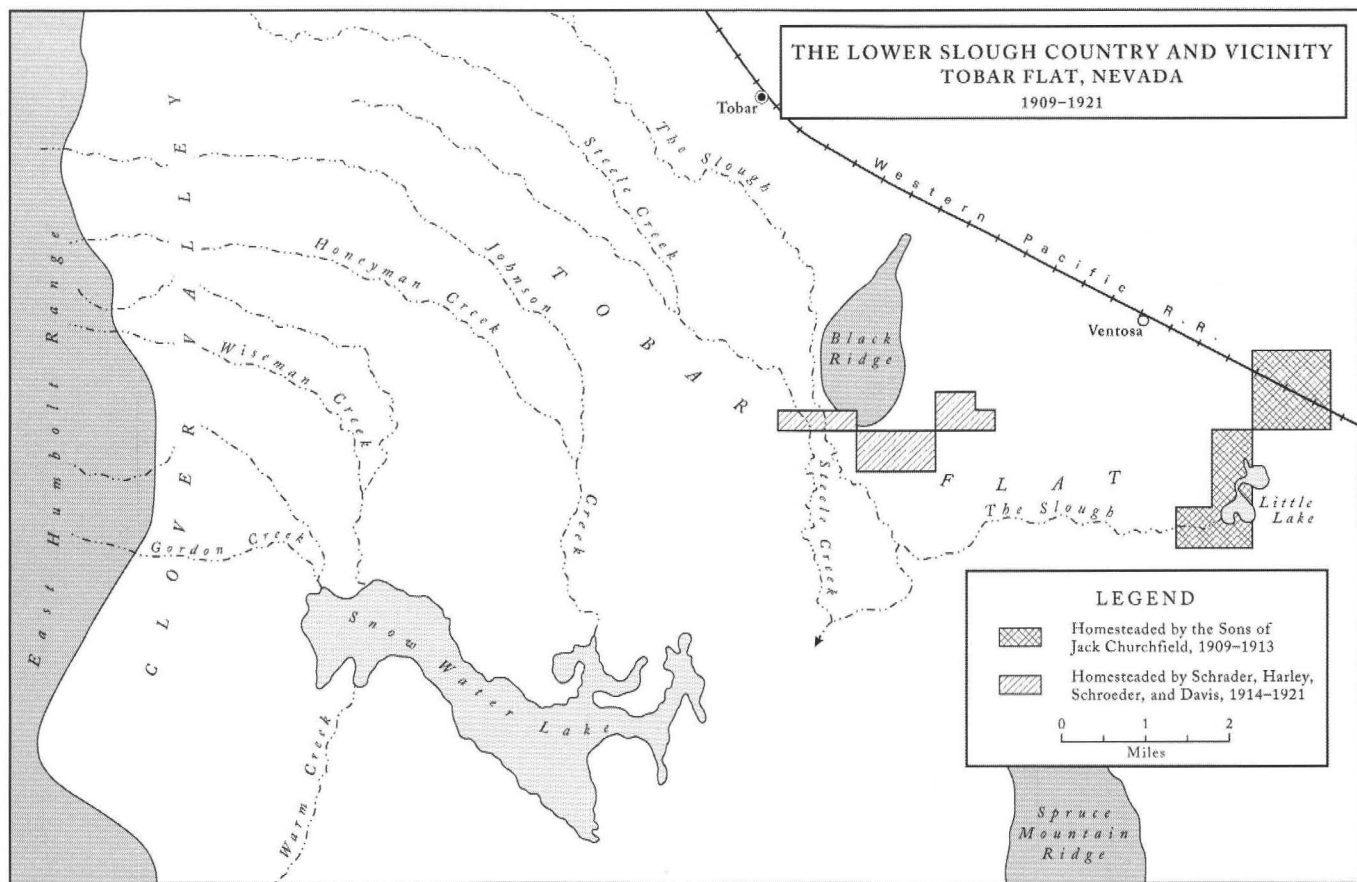 THE LOWER SLOUGH COUNTRY AND VICINITY
TOBAR FLAT, NEVADA
1909–1921
Tobar
The Slough
Steele Creek
Western Pacific R.R.
GLOVER VALLEY
East Humbolt Range
Honeyman Creek
Johnson Creek
TOBAR FLAT
Black
Ridge
Ventosa
Wiseman Creek
Steele Creek
The Slough
Little
Lake
Gordon Creek
Snow Water Lake
Warm Creek
LEGEND
Homesteaded by the Sons of
Jack Churchfield, 1909–1913
Homesteaded by Schrader, Harley,
Schroeder, and Davis, 1914–1921
0 1 2
Miles
Spruce
Mountain
Ridge